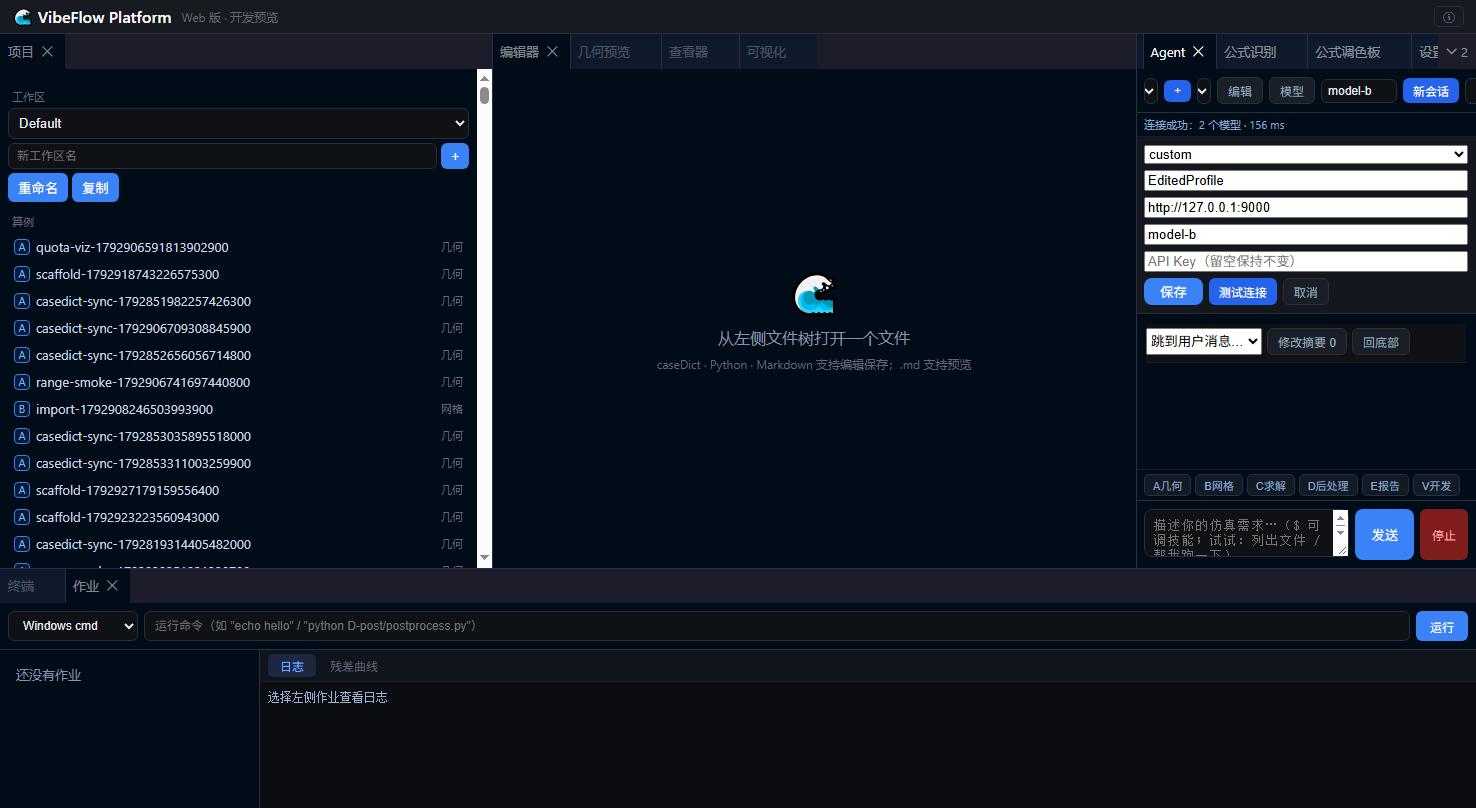 VibeFlow Platform Web 版 · 开发预览
项目
工作区
Default
新工作区名
+
重命名 复制
算例
A quota-viz-1792906591813902900 几何
A scaffold-1792918743226575300 几何
A casedict-sync-1792851982257426300 几何
A casedict-sync-1792906709308845900 几何
A casedict-sync-1792852656056714800 几何
A range-smoke-1792906741697440800 几何
B import-1792908246503993900 网格
A casedict-sync-1792853035895518000 几何
A casedict-sync-1792853311003259900 几何
A scaffold-1792927179159556400 几何
A scaffold-1792923223560943000 几何
A casedict-sync-1792819314405482000 几何
编辑器 几何预览 查看器 可视化
从左侧文件树打开一个文件
caseDict · Python · Markdown 支持编辑保存；.md 支持预览
Agent 公式识别 公式调色板 设置 2
+ 编辑 模型 model-b 新会话
连接成功：2 个模型 · 156 ms
custom
EditedProfile
http://127.0.0.1:9000
model-b
API Key（留空保持不变）
保存 测试连接 取消
跳到用户消息... 修改摘要 0 回底部
A几何 B网格 C求解 D后处理 E报告 V开发
描述你的仿真需求…（$ 可
调技能；试试：列出文件 /
帮我跑一下）
发送 停止
终端 作业
Windows cmd 运行命令（如 "echo hello" / "python D-post/postprocess.py"） 运行
还没有作业
日志 残差曲线
选择左侧作业查看日志